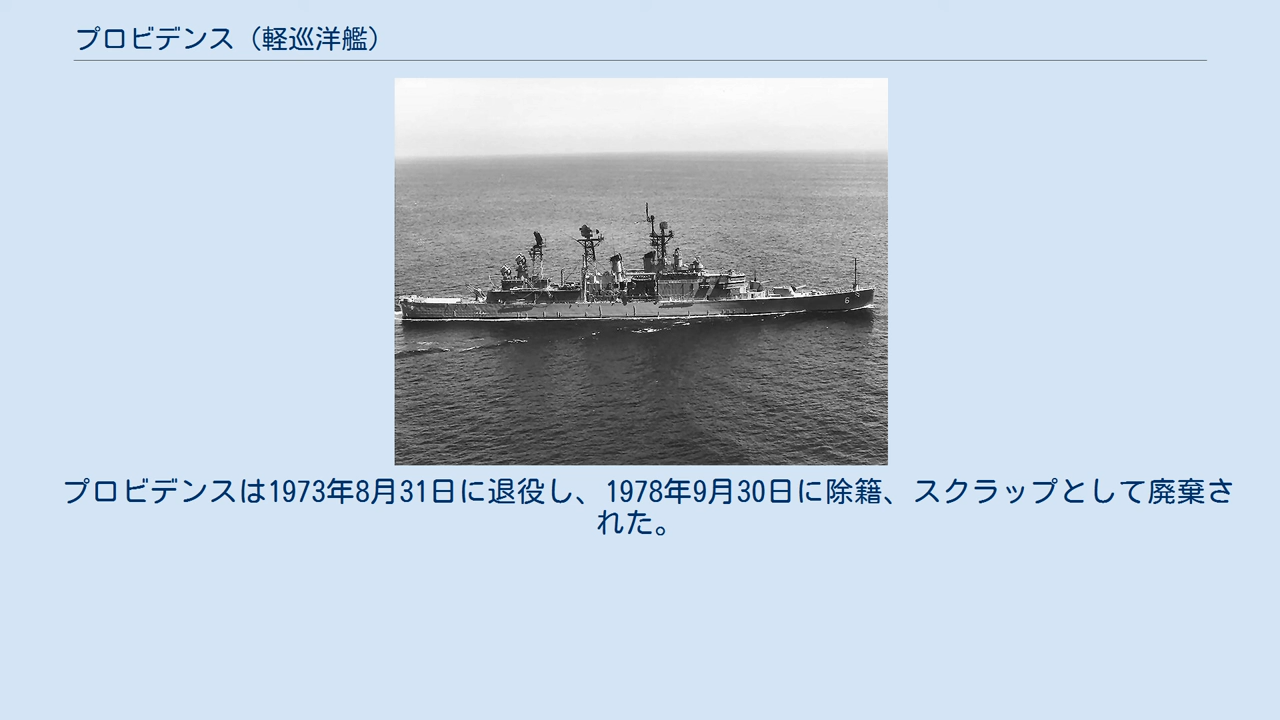 プロビデンス（軽巡洋艦）
6
プロビデンスは1973年8月31日に退役し、1978年9月30日に除籍、スクラップとして廃棄さ
れた。